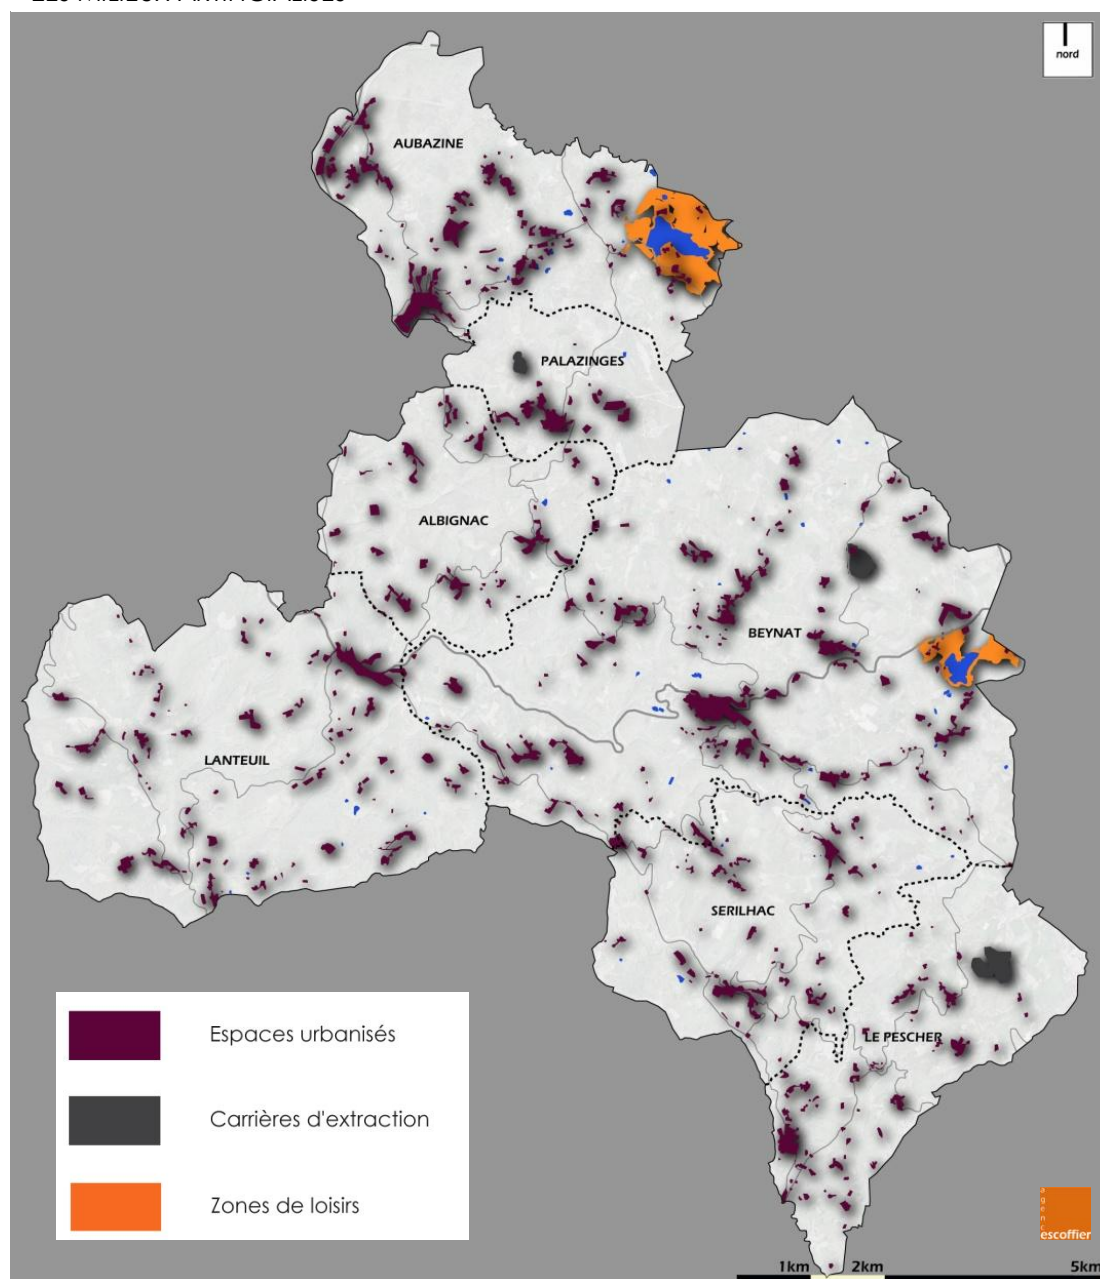 nord
AUBAZINE
PALAZINGES
ALBIGNAC
BEYNAT
LANTEUIL
SERILHAC
LE PESCHER
Espaces urbanisés
Carrières d'extraction
Zones de loisirs
escoffier
1km 2km 5km